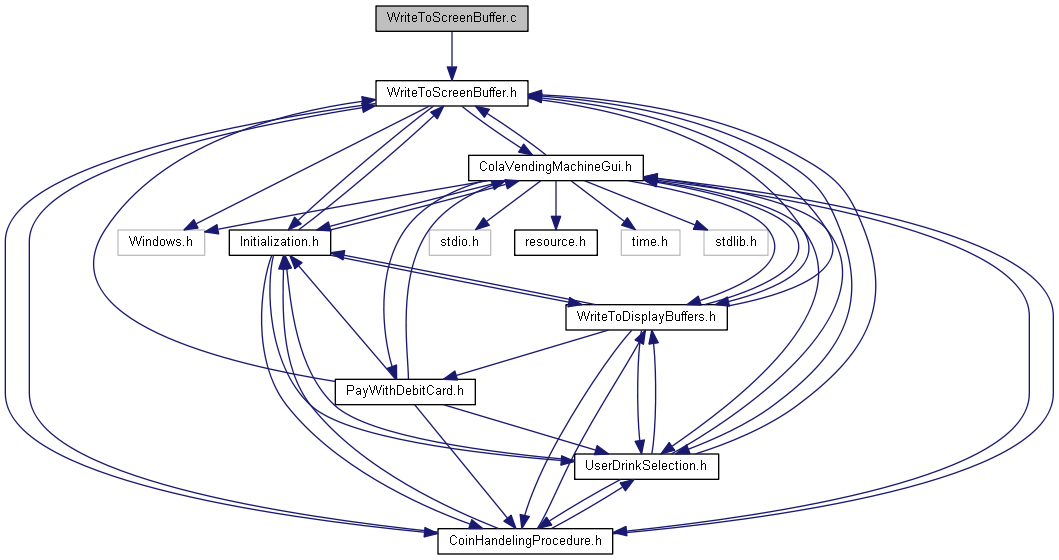 WriteToScreenBuffer.c
WriteToScreenBuffer.h
ColaVendingMachineGui.h
Windows.h
Initialization.h
stdio.h
resource.h
time.h
stdlib.h
WriteToDisplayBuffers.h
PayWithDebitCard.h
UserDrinkSelection.h
CoinHandelingProcedure.h